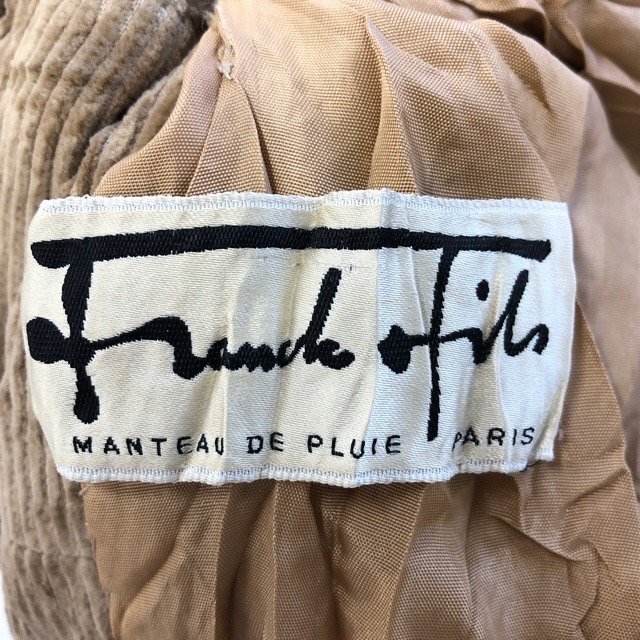 Franck & Fils
MANTEAU DE PLUIE PARIS